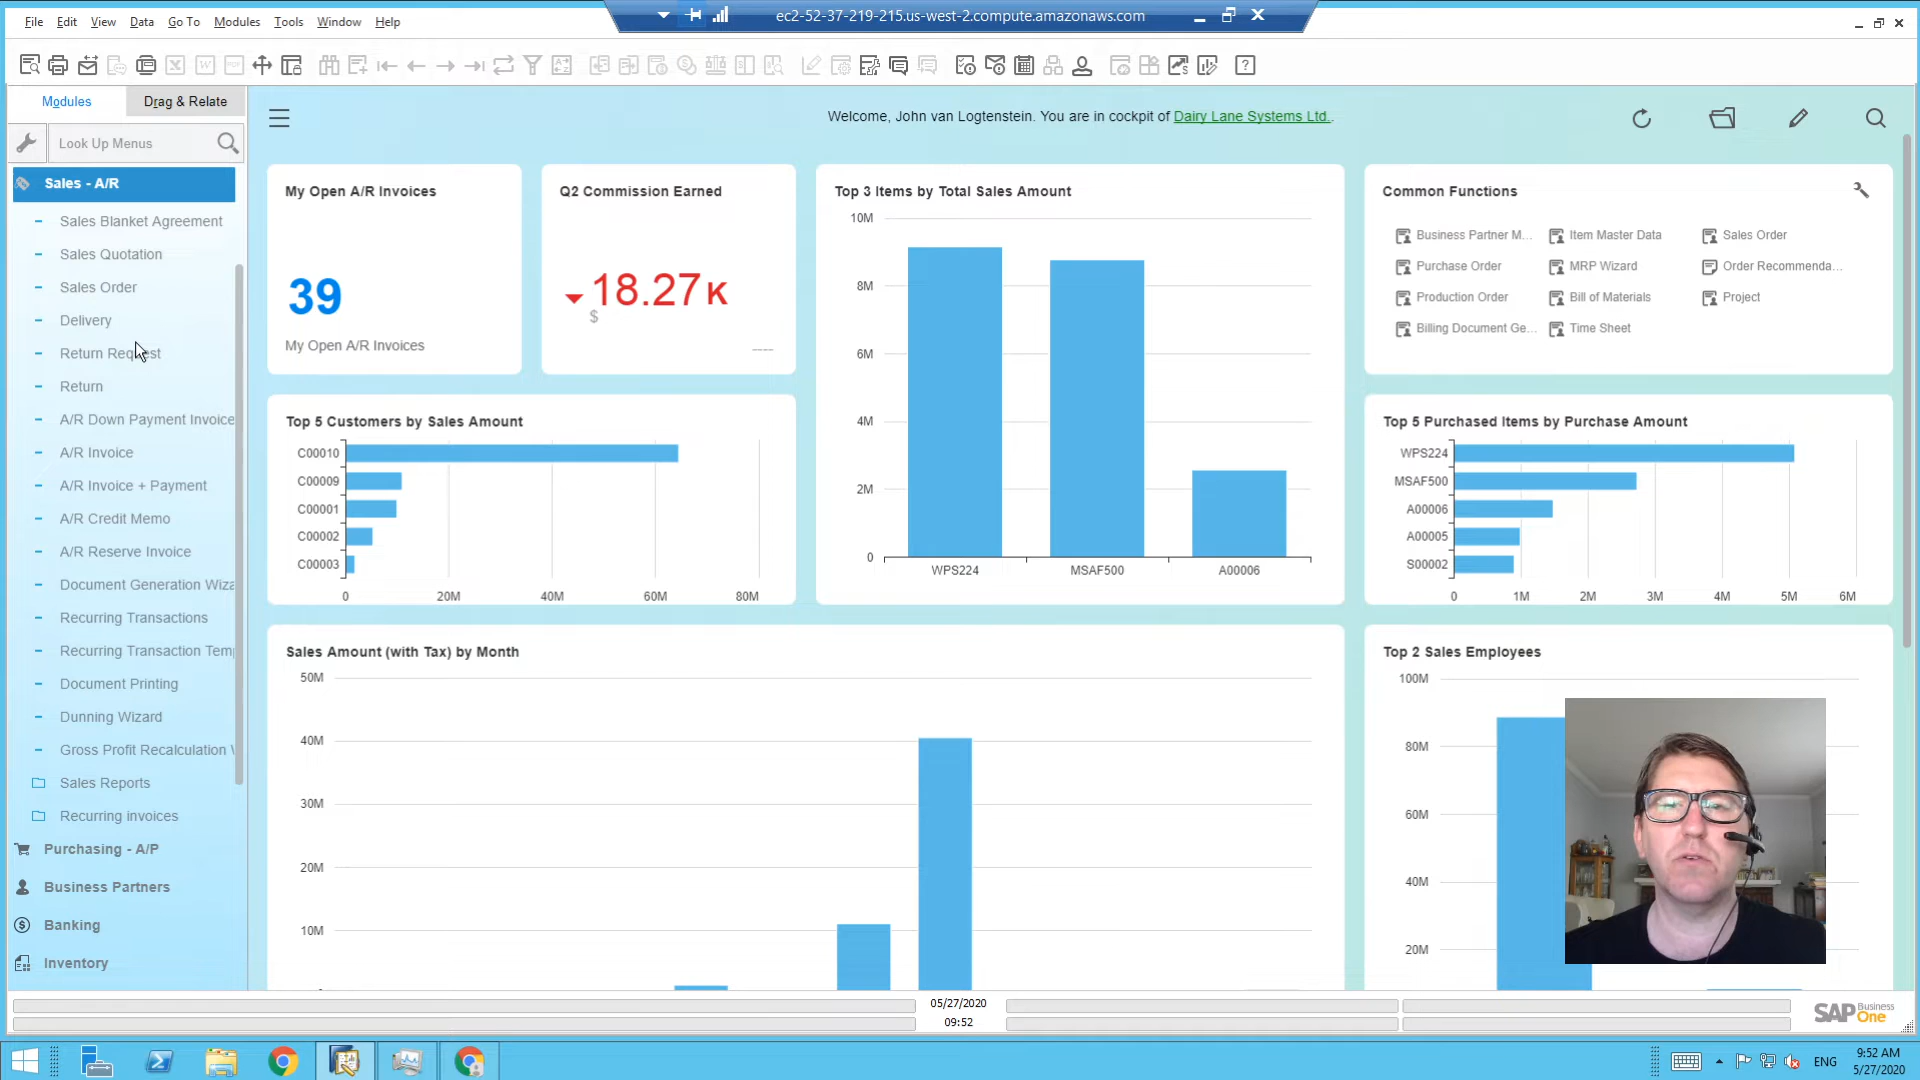 File Edit View Data Go To Modules Tools Window Help
ec2-52-37-219-215.us-west-2.compute.amazonaws.com
Modules Drag & Relate
Look Up Menus
Welcome, John van Logtenstein. You are in cockpit of Dairy Lane Systems Ltd..
Sales - A/R
Sales Blanket Agreement
Sales Quotation
Sales Order
Delivery
Return Request
Return
A/R Down Payment Invoice
A/R Invoice
A/R Invoice + Payment
A/R Credit Memo
A/R Reserve Invoice
Document Generation Wiza
Recurring Transactions
Recurring Transaction Tem
Document Printing
Dunning Wizard
Gross Profit Recalculation
Sales Reports
Recurring invoices
Purchasing - A/P
Business Partners
Banking
Inventory
My Open A/R Invoices
39
My Open A/R Invoices
Q2 Commission Earned
18.27K
$
Top 3 Items by Total Sales Amount
10M
8M
6M
4M
2M
0
WPS224 MSAF500 A00006
Common Functions
Business Partner M... Item Master Data Sales Order
Purchase Order MRP Wizard Order Recommenda...
Production Order Bill of Materials Project
Billing Document Ge... Time Sheet
Top 5 Customers by Sales Amount
C00010
C00009
C00001
C00002
C00003
0 20M 40M 60M 80M
Top 5 Purchased Items by Purchase Amount
WPS224
MSAF500
A00006
A00005
S00002
0 1M 2M 3M 4M 5M 6M
Sales Amount (with Tax) by Month
50M
40M
30M
20M
10M
Top 2 Sales Employees
100M
80M
60M
40M
20M
05/27/2020
09:52
SAP Business One
ENG
9:52 AM
5/27/2020